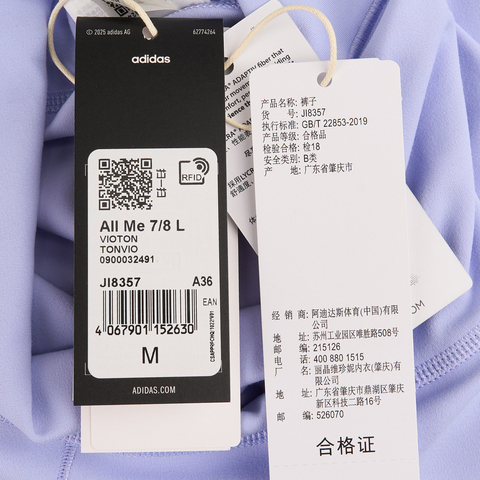 © 2025 adidas AG
62774264
adidas
RFID
All Me 7/8 L
VIOTON
TONVIO
0900032491
JI8357
A36
EAN
4 067901 152630
M
ADIDAS.COM
ADAPTIV fiber that
产品名称: 裤子
货 号: JI8357
执行标准: GB/T 22853-2019
产品等级: 合格品
检验合格: 检18
安全类别: B类
产 地: 广东省肇庆市
经 销 商: 阿迪达斯体育(中国)有限
公司
地 址: 苏州工业园区唯胜路508号
邮 编: 215126
电 话: 400 880 1515
厂 名: 丽晶维珍妮内衣(肇庆)有
限公司
地 址: 广东省肇庆市鼎湖区肇庆
新区科技二路16号
邮 编: 526070
合格证